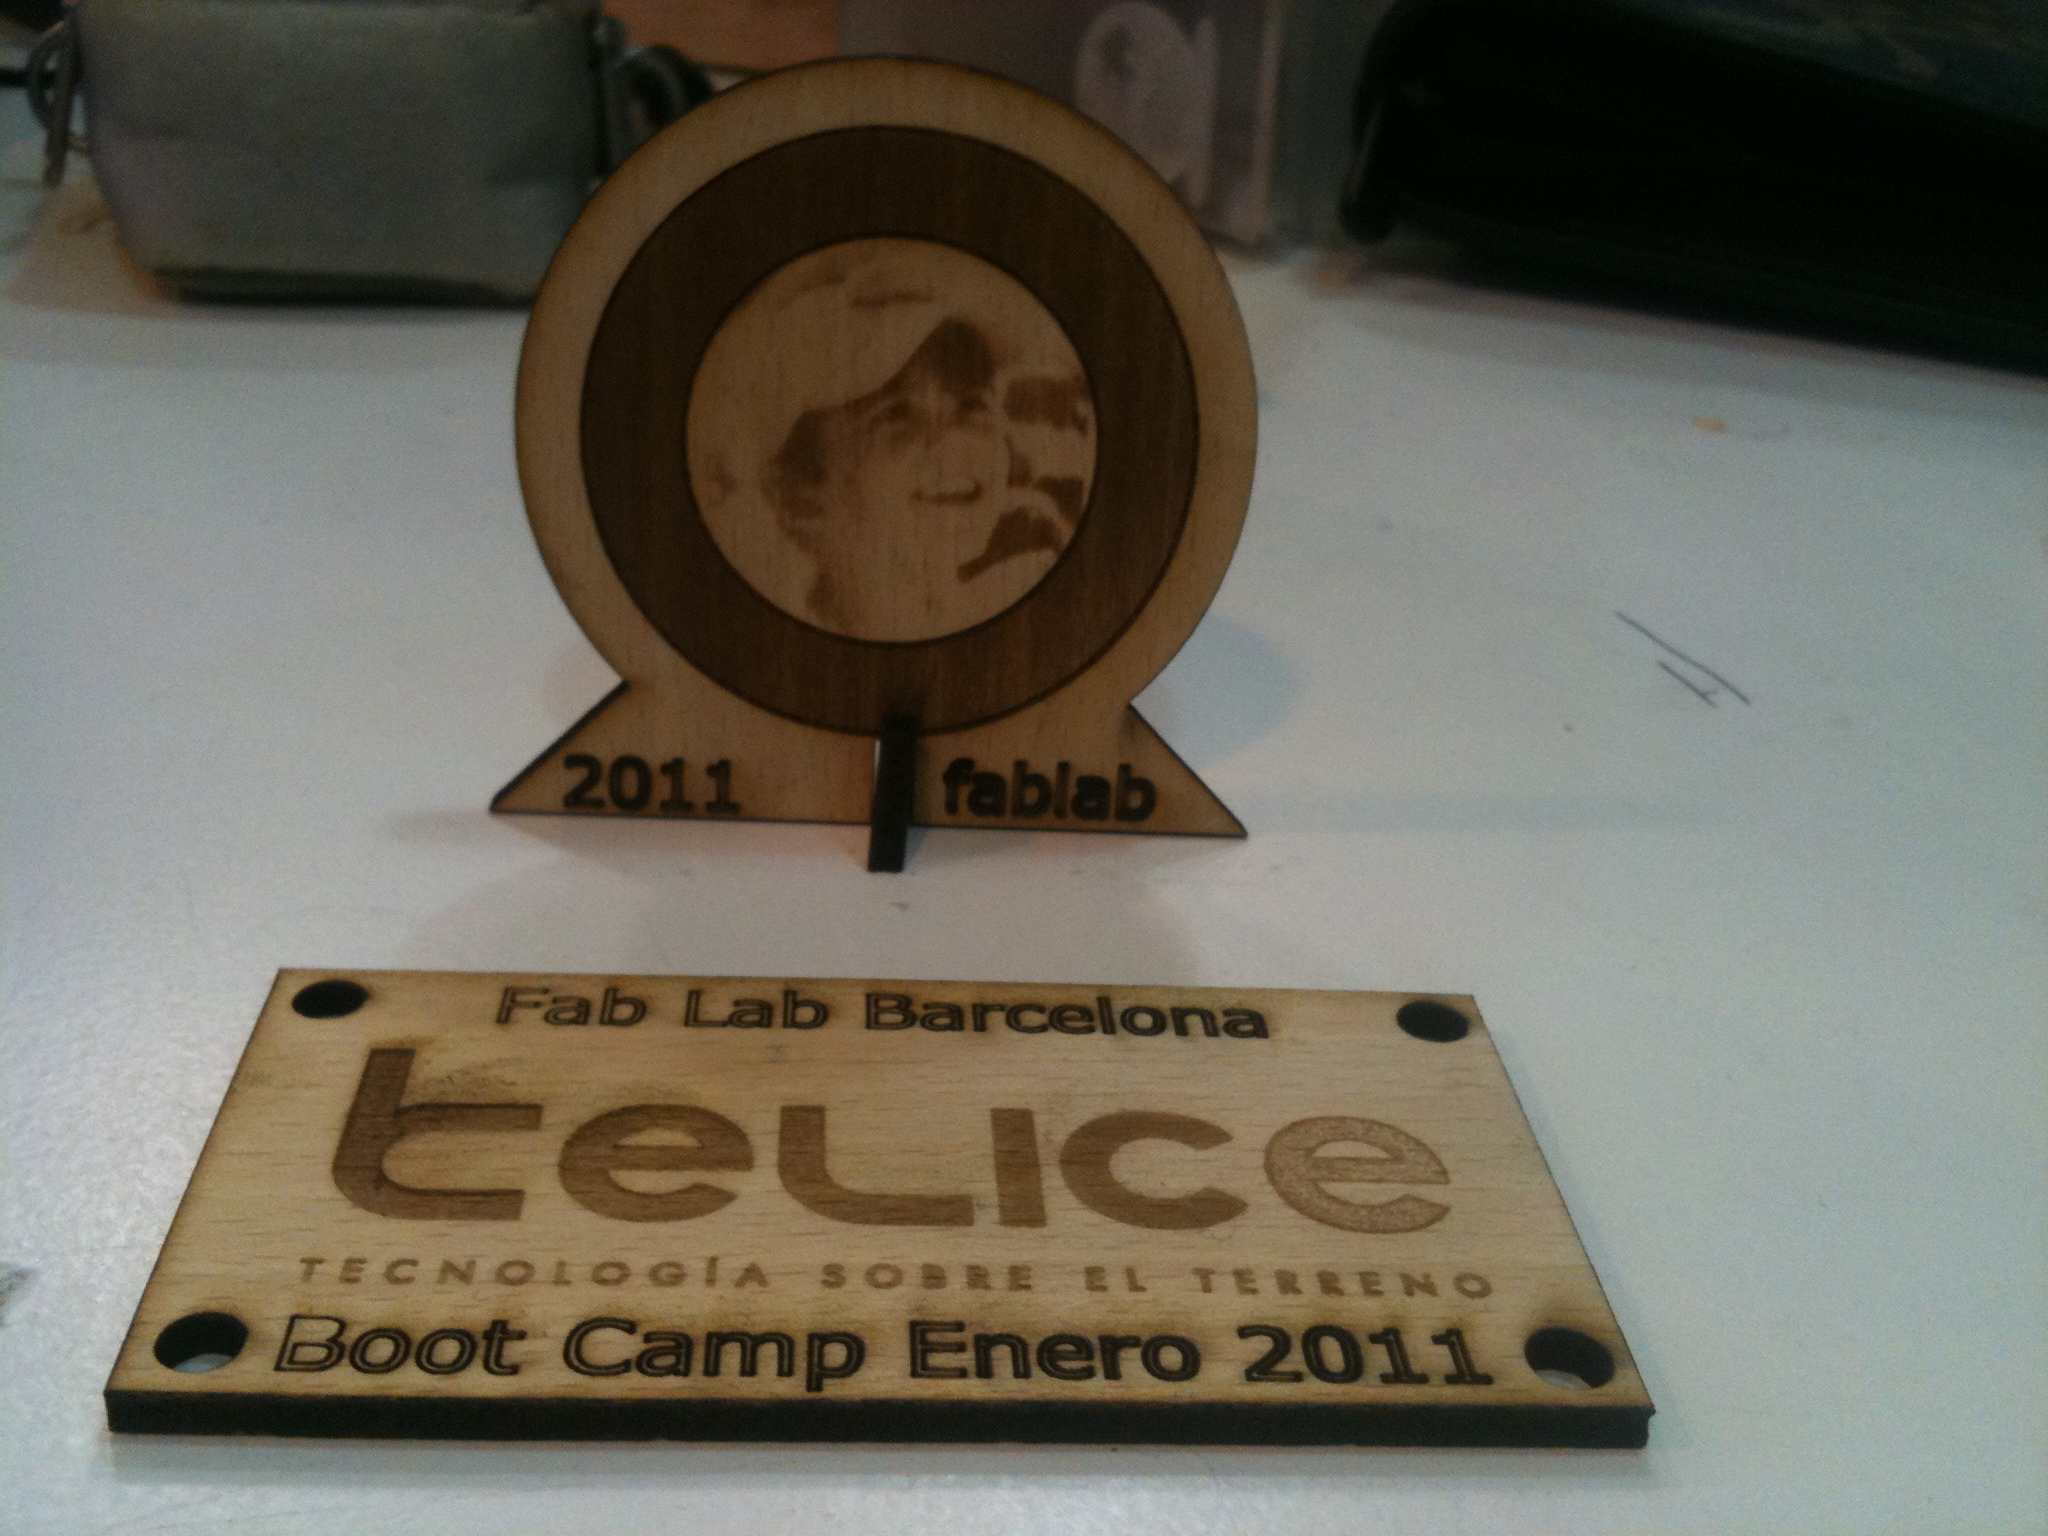 2011 fablab
Fab Lab Barcelona
teLice
TECNOLOGÍA SOBRE EL TERRENO
Boot Camp Enero 2011